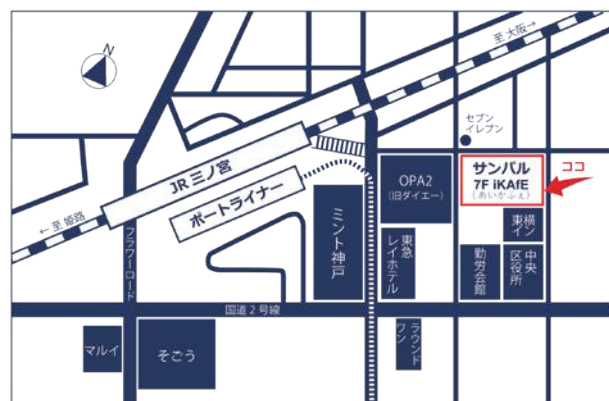 N
至 大阪→
セブン
イレブン
JR三ノ宮
サンパル
7F iKAfE
(あいかふぇ)
ココ
OPA2
(旧ダイエー)
ポートライナー
← 至 姫路
ミント神戸
東急
レイホテル
東横
イン
勤労会館
中央
区役所
フラワーロード
国道2号線
マルイ
そごう
ラウンド
ワン